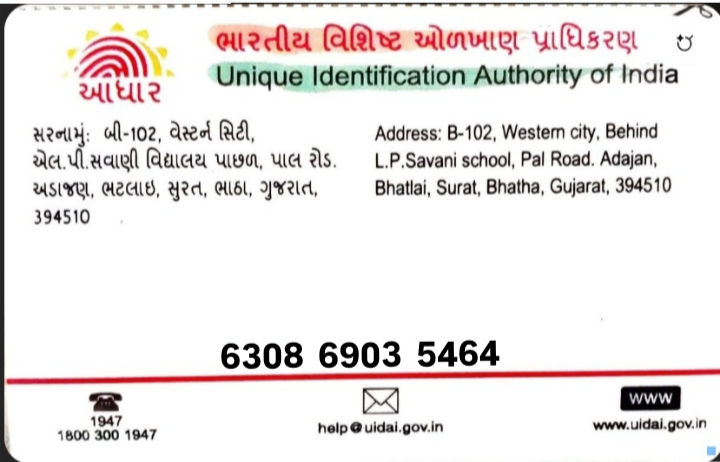 ભારતીય વિશિષ્ટ ઓળખાણ પ્રાધિકરણ
Unique Identification Authority of India
આધાર
સરનામું: બી-102, વેસ્ટર્ન સિટી,
એલ.પી.સવાણી વિદ્યાલય પાછળ, પાલ રોડ.
અડાજણ, ભટલાઇ, સુરત, ભાઠા, ગુજરાત,
394510
Address: B-102, Western city, Behind
L.P.Savani school, Pal Road. Adajan,
Bhatlai, Surat, Bhatha, Gujarat, 394510
6308 6903 5464
1947
1800 300 1947
help@uidai.gov.in
WWW
www.uidai.gov.in